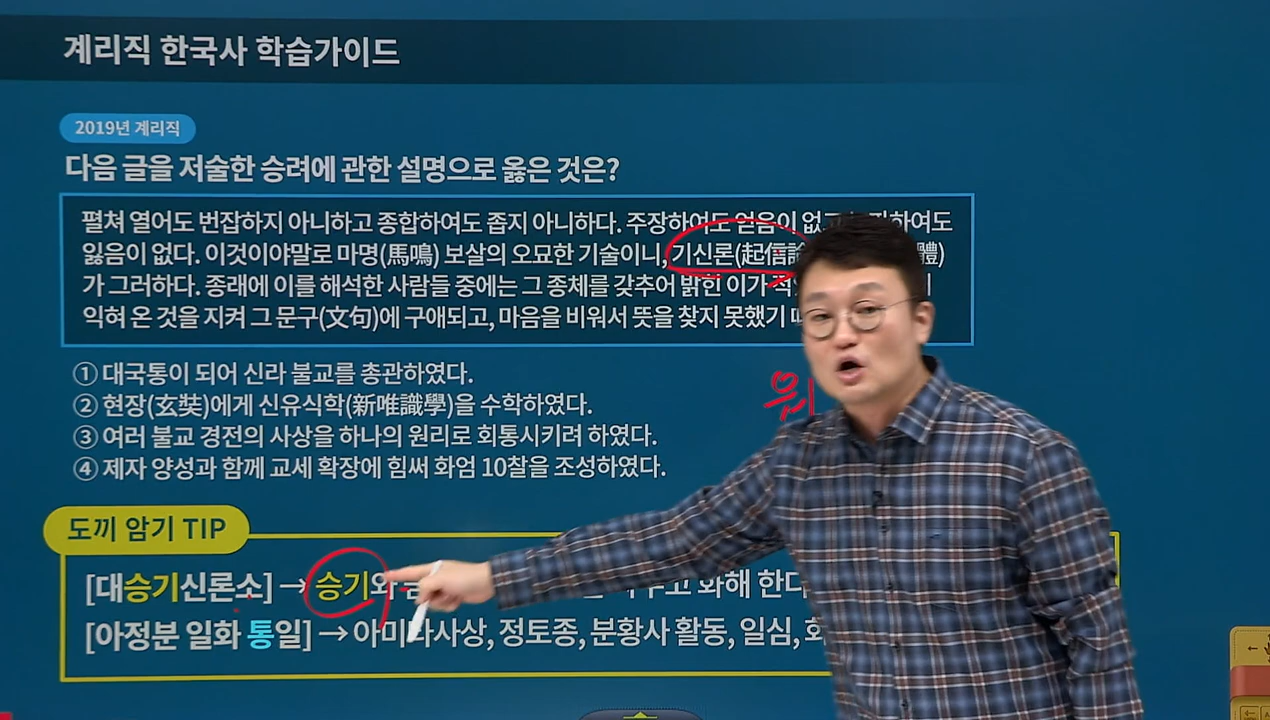 계리직 한국사 학습가이드
2019년 계리직
다음 글을 저술한 승려에 관한 설명으로 옳은 것은?
펼쳐 열어도 번잡하지 아니하고 종합하여도 좁지 아니하다. 주장하여도 얻음이 없고
잃음이 없다. 이것이야말로 마명(馬鳴) 보살의 오묘한 기술이니, 기신론(起信論 體)
가 그러하다. 종래에 이를 해석한 사람들 중에는 그 종체를 갖추어 밝힌 이가
익혀 온 것을 지켜 그 문구(文句)에 구애되고, 마음을 비워서 뜻을 찾지 못했기
① 대국통이 되어 신라 불교를 총관하였다.
② 현장(玄奘)에게 신유식학(新唯識學)을 수학하였다.
③ 여러 불교 경전의 사상을 하나의 원리로 회통시키려 하였다.
④ 제자 양성과 함께 교세 확장에 힘써 화엄 10찰을 조성하였다.
도끼 암기 TIP
[대승기신론소] → 승기와 화해 한다
[아정분 일화 통일] → 아미타사상, 정토종, 분황사 활동, 일심,